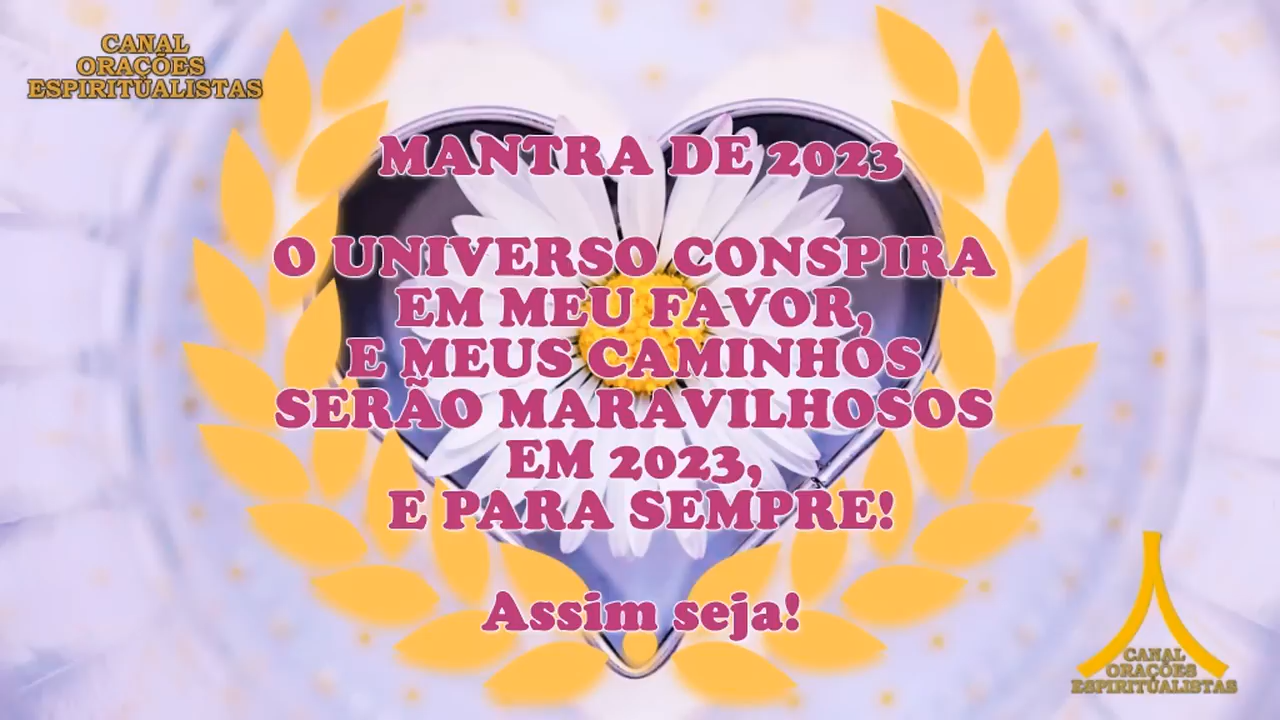 CANAL
ORAÇÕES
ESPIRITUALISTAS
MANTRA DE 2023
O UNIVERSO CONSPIRA
EM MEU FAVOR,
E MEUS CAMINHOS
SERÃO MARAVILHOSOS
EM 2023,
E PARA SEMPRE!
Assim seja!
CANAL
ORAÇÕES
ESPIRITUALISTAS